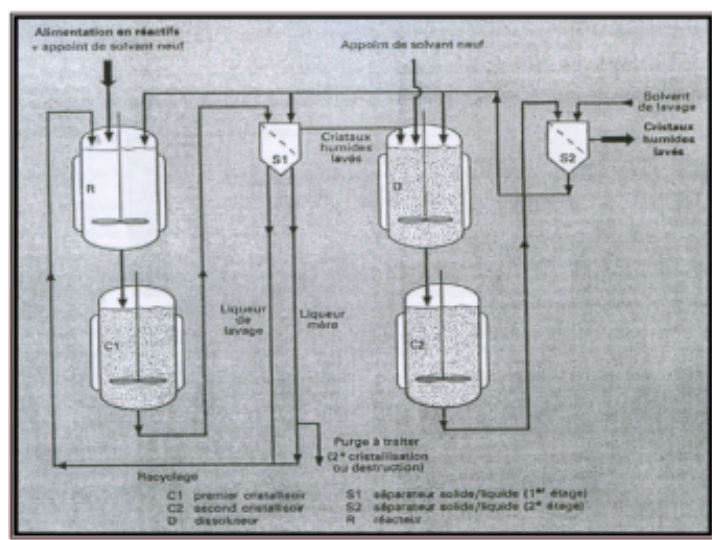 Alimentation en réactifs
+ appoint de solvant neuf
Appoint de solvant neuf
Solvant
de lavage
Cristaux
humides
lavés
Cristaux
humides
lavés
S1
S2
R
D
C1
C2
Liqueur
de
lavage
Liqueur
mère
Purge à traiter
(2e cristallisation
ou destruction)
Recyclage
C1 premier cristallisoir S1 séparateur solide/liquide (1er étage)
C2 second cristallisoir S2 séparateur solide/liquide (2e étage)
D dissoluteur R réacteur